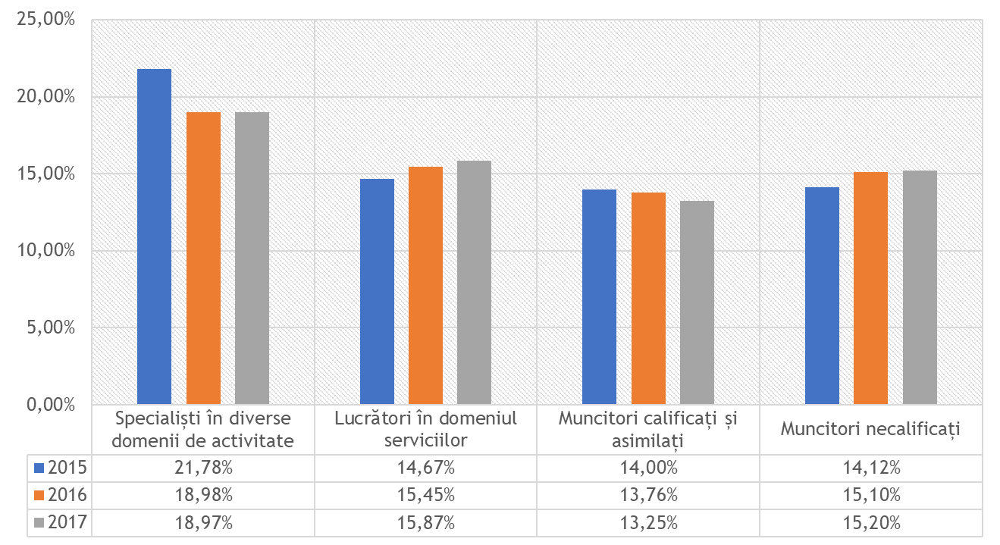 25,00%
20,00%
15,00%
10,00%
5,00%
0,00%
Specialiști în diverse
domenii de activitate
Lucrători în domeniul
serviciilor
Muncitori calificați și
asimilați
Muncitori necalificați
2015 21,78% 14,67% 14,00% 14,12%
2016 18,98% 15,45% 13,76% 15,10%
2017 18,97% 15,87% 13,25% 15,20%